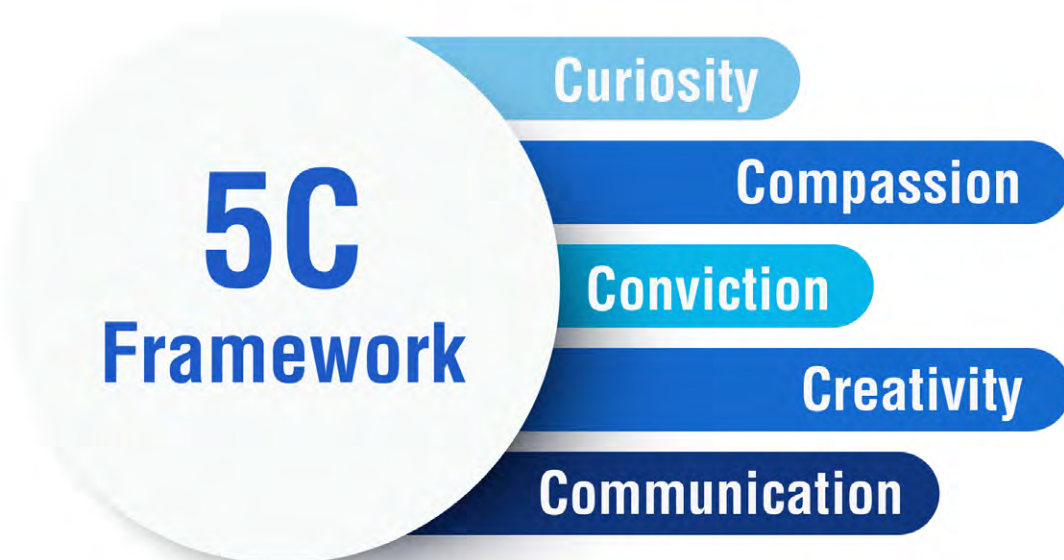 5C
Framework
Curiosity
Compassion
Conviction
Creativity
Communication